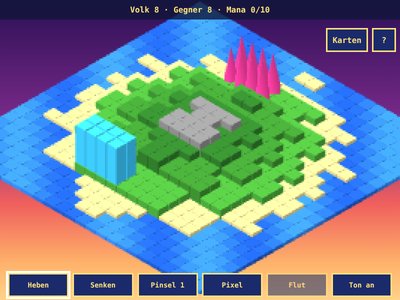 Volk 8 · Gegner 8 · Mana 0/10
Karten ?
Heben Senken Pinsel 1 Pixel Flut Ton an